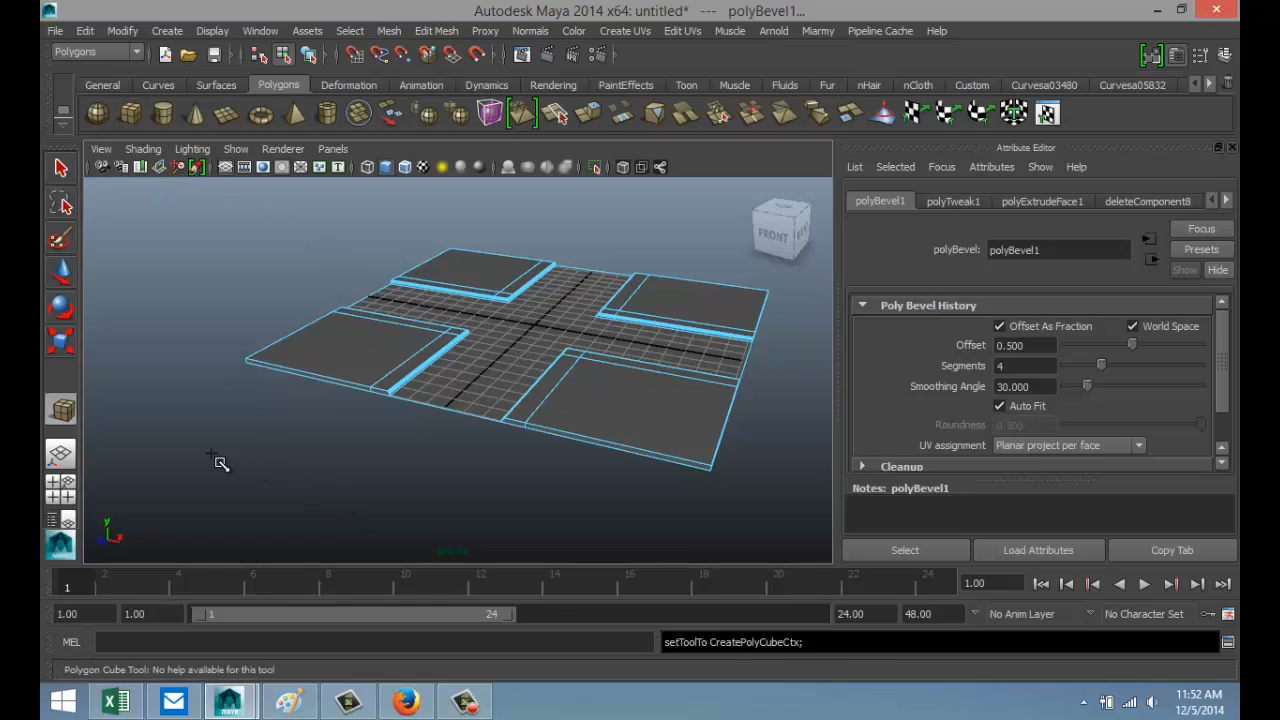 Autodesk Maya 2014 x64: untitled* --- polyBevel1...
File Edit Modify Create Display Window Assets Select Mesh Edit Mesh Proxy Normals Color Create UVs Edit UVs Muscle Arnold Marmy Pipeline Cache Help
Polygons
General Curves Surfaces Polygons Deformation Animation Dynamics Rendering PaintEffects Toon Muscle Fluids Fur nHair nCloth Custom Curvesa03480 Curvesa05832
View Shading Lighting Show Renderer Panels
Attribute Editor
List Selected Focus Attributes Show Help
polyBevel1 polyTweak1 polyExtrudeFace1 deleteComponent8
Focus
polyBevel: polyBevel1
Presets
Show Hide
Poly Bevel History
Offset As Fraction World Space
Offset 0.500
Segments 4
Smoothing Angle 30.000
Auto Fit
Roundness 0.500
UV assignment Planar project per face
Cleanup
Notes: polyBevel1
Select Load Attributes Copy Tab
FRONT
y
x
persp
1 2 4 6 8 10 12 14 16 18 20 22 24 1.00
1.00 1.00 1 24 24.00 48.00 No Anim Layer No Character Set
MEL setToolTo CreatePolyCubeCtx;
Polygon Cube Tool: No help available for this tool
11:52 AM
12/5/2014